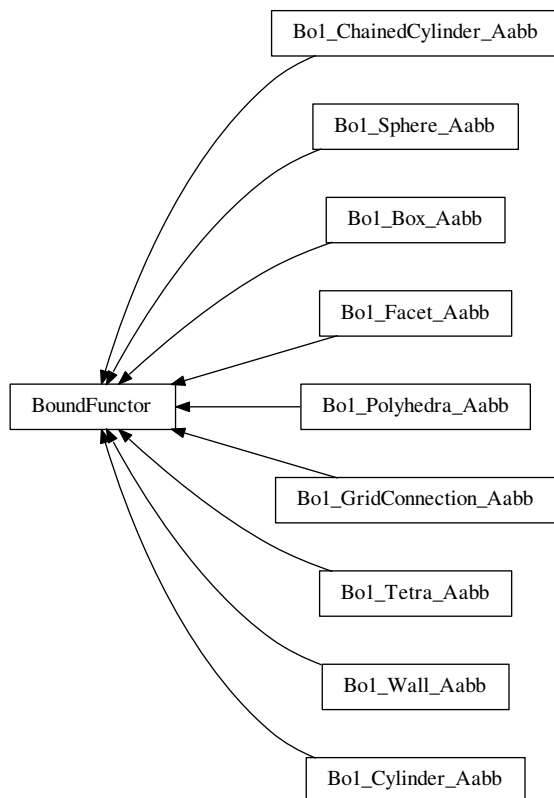 Bo1_ChainedCylinder_Aabb
Bo1_Sphere_Aabb
Bo1_Box_Aabb
Bo1_Facet_Aabb
BoundFunctor
Bo1_Polyhedra_Aabb
Bo1_GridConnection_Aabb
Bo1_Tetra_Aabb
Bo1_Wall_Aabb
Bo1_Cylinder_Aabb